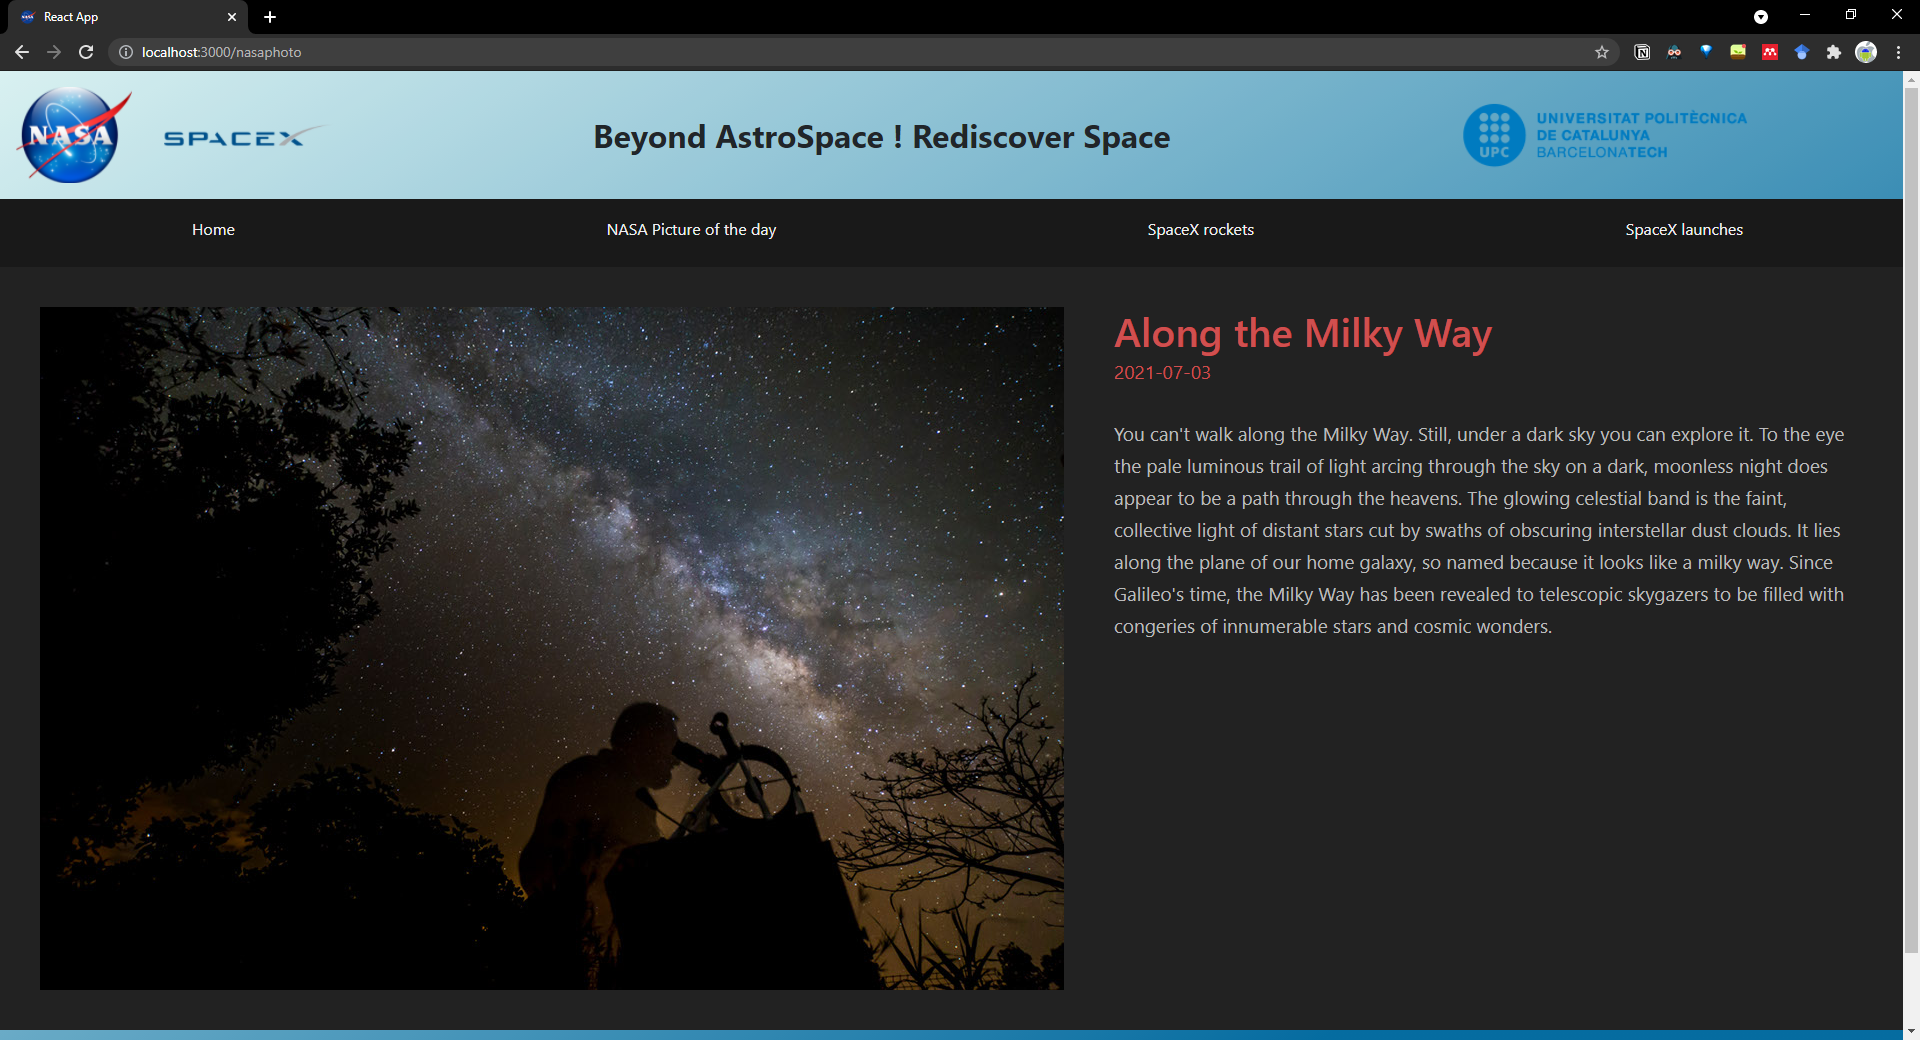 React App
localhost:3000/nasaphoto
NASA
SPACEX
Beyond AstroSpace ! Rediscover Space
UPC
UNIVERSITAT POLITÈCNICA
DE CATALUNYA
BARCELONATECH
Home
NASA Picture of the day
SpaceX rockets
SpaceX launches
Along the Milky Way
2021-07-03
You can't walk along the Milky Way. Still, under a dark sky you can explore it. To the eye
the pale luminous trail of light arcing through the sky on a dark, moonless night does
appear to be a path through the heavens. The glowing celestial band is the faint,
collective light of distant stars cut by swaths of obscuring interstellar dust clouds. It lies
along the plane of our home galaxy, so named because it looks like a milky way. Since
Galileo's time, the Milky Way has been revealed to telescopic skygazers to be filled with
congeries of innumerable stars and cosmic wonders.